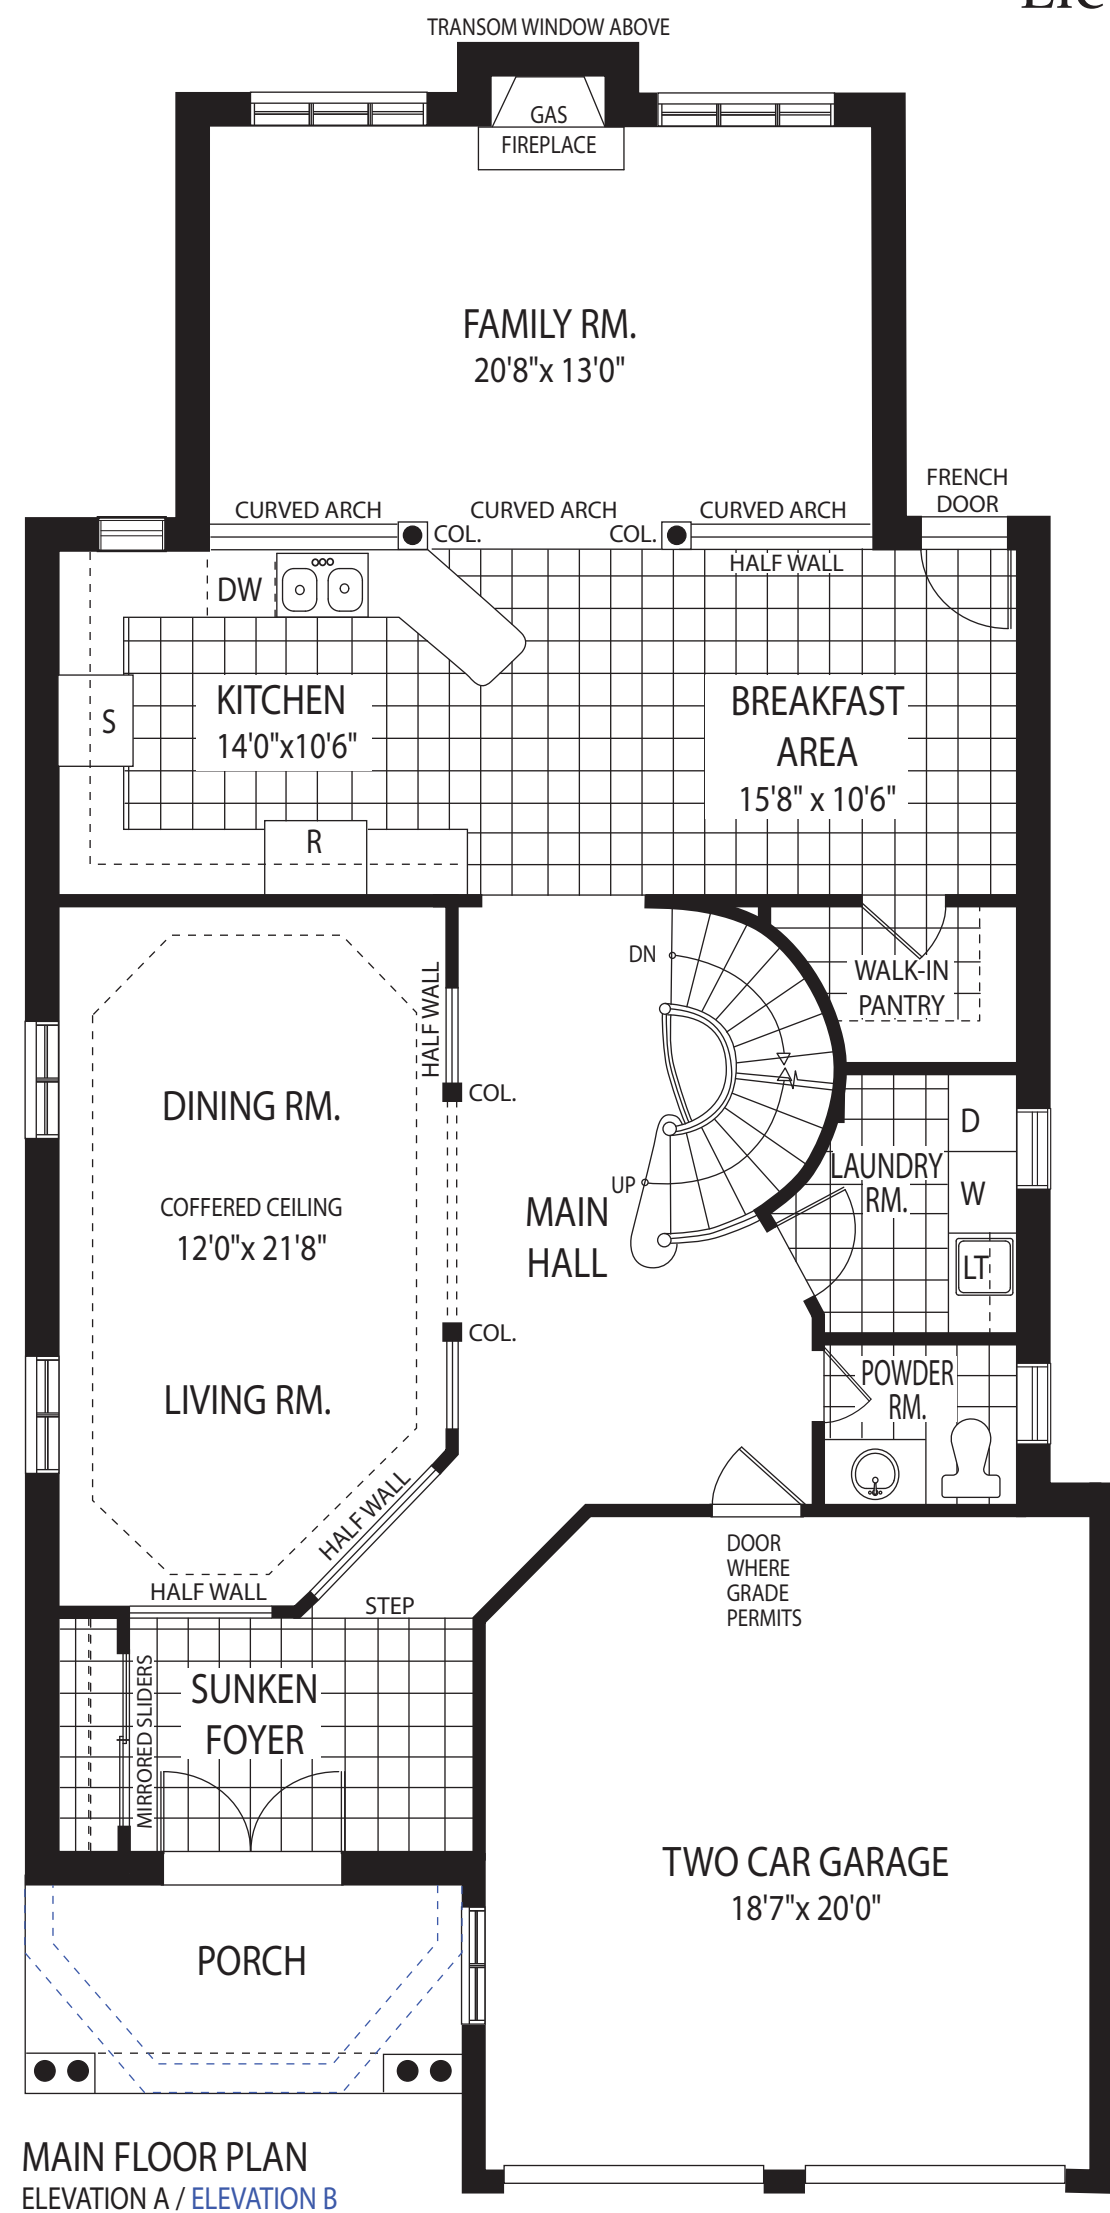 TRANSOM WINDOW ABOVE
GAS
FIREPLACE
FAMILY RM.
20'8"x 13'0"
FRENCH
DOOR
CURVED ARCH
CURVED ARCH
CURVED ARCH
COL.
COL.
HALF WALL
DW
KITCHEN
14'0"x10'6"
S
BREAKFAST
AREA
15'8" x 10'6"
R
DN
WALK-IN
PANTRY
HALF WALL
COL.
DINING RM.
COFFERED CEILING
12'0"x 21'8"
LIVING RM.
D
LAUNDRY
RM.
W
UP
MAIN
HALL
LT
COL.
POWDER
RM.
HALF WALL
DOOR
WHERE
GRADE
PERMITS
HALF WALL
STEP
MIRRORED SLIDERS
SUNKEN
FOYER
TWO CAR GARAGE
18'7"x 20'0"
PORCH
MAIN FLOOR PLAN
ELEVATION A / ELEVATION B